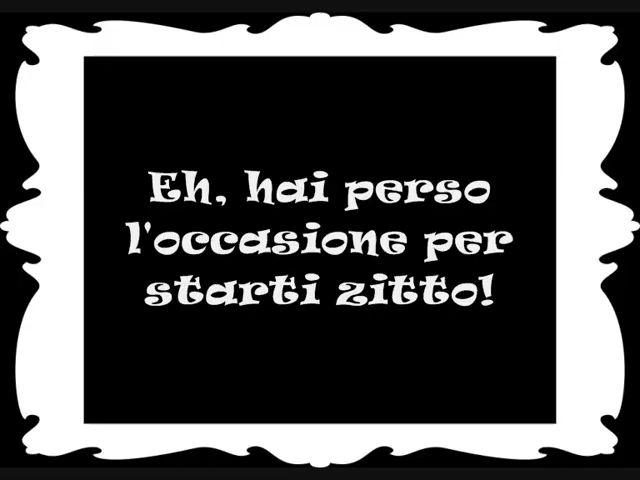 Eh, hai perso
l'occasione per
starti zitto!